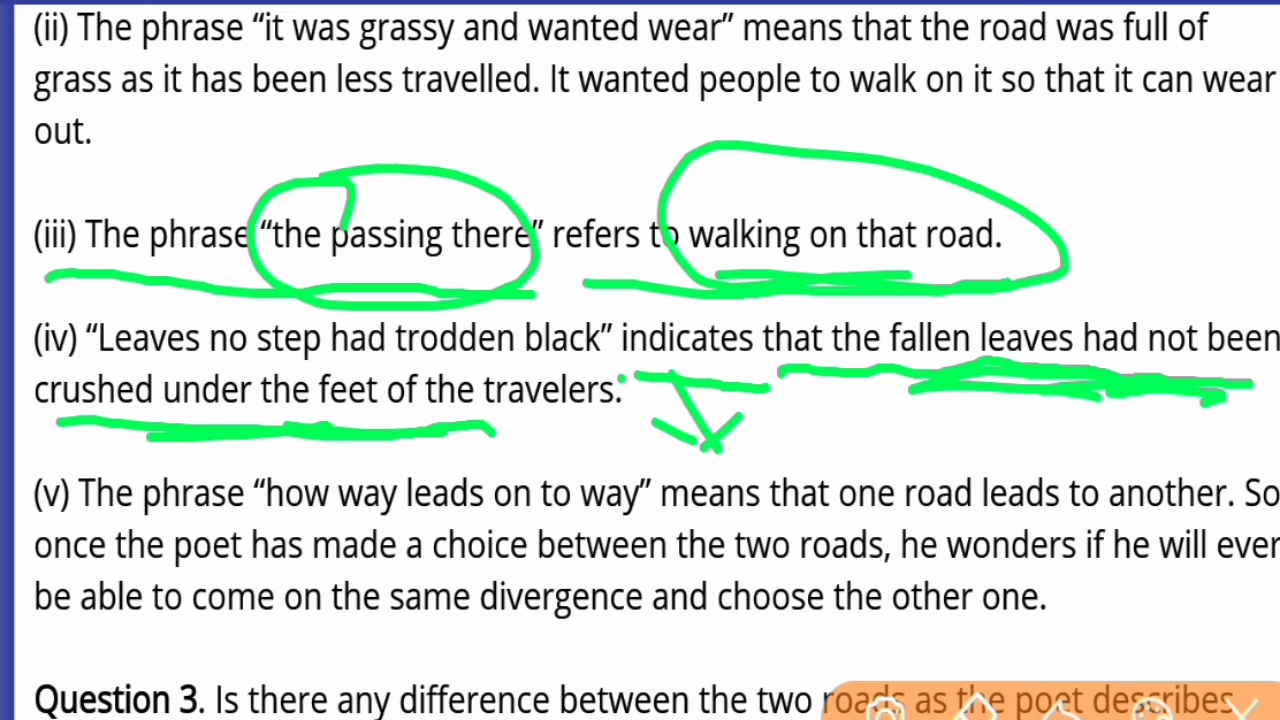 (ii) The phrase “it was grassy and wanted wear” means that the road was full of
grass as it has been less travelled. It wanted people to walk on it so that it can wear
out.
(iii) The phrase “the passing there” refers to walking on that road.
(iv) “Leaves no step had trodden black” indicates that the fallen leaves had not been
crushed under the feet of the travelers.
(v) The phrase “how way leads on to way” means that one road leads to another. So
once the poet has made a choice between the two roads, he wonders if he will ever
be able to come on the same divergence and choose the other one.
Question 3. Is there any difference between the two roads as the poet describes